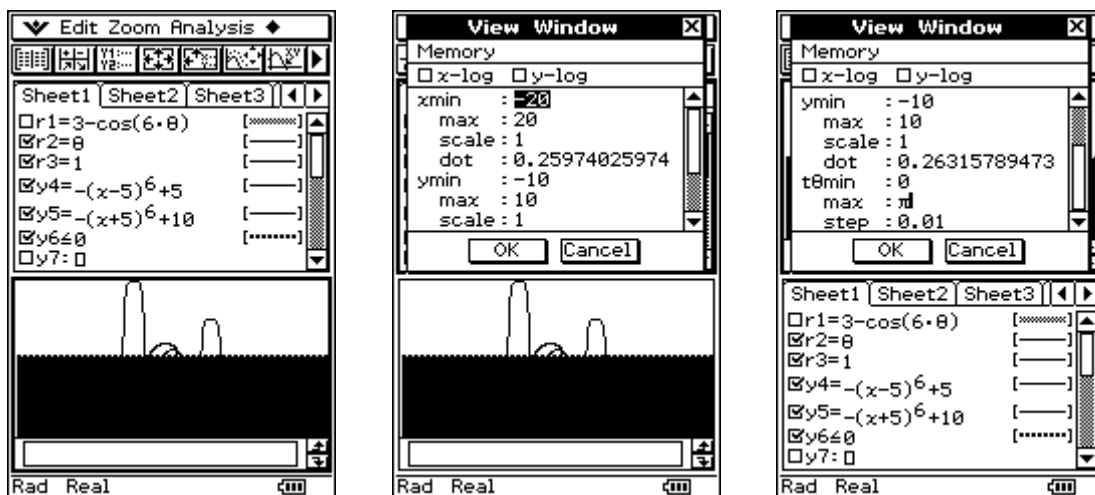 Edit Zoom Analysis
Sheet1 Sheet2 Sheet3
r1=3-cos(6·θ)
r2=θ
r3=1
y4=-(x-5)^6+5
y5=-(x+5)^6+10
y6≤0
y7:
Rad Real
View Window
Memory
x-log y-log
xmin :-20
max :20
scale:1
dot :0.25974025974
ymin :-10
max :10
scale:1
OK Cancel
Rad Real
View Window
Memory
x-log y-log
ymin :-10
max :10
scale:1
dot :0.26315789473
tθmin :0
max :π
step :0.01
OK Cancel
Sheet1 Sheet2 Sheet3
r1=3-cos(6·θ)
r2=θ
r3=1
y4=-(x-5)^6+5
y5=-(x+5)^6+10
y6≤0
y7:
Rad Real